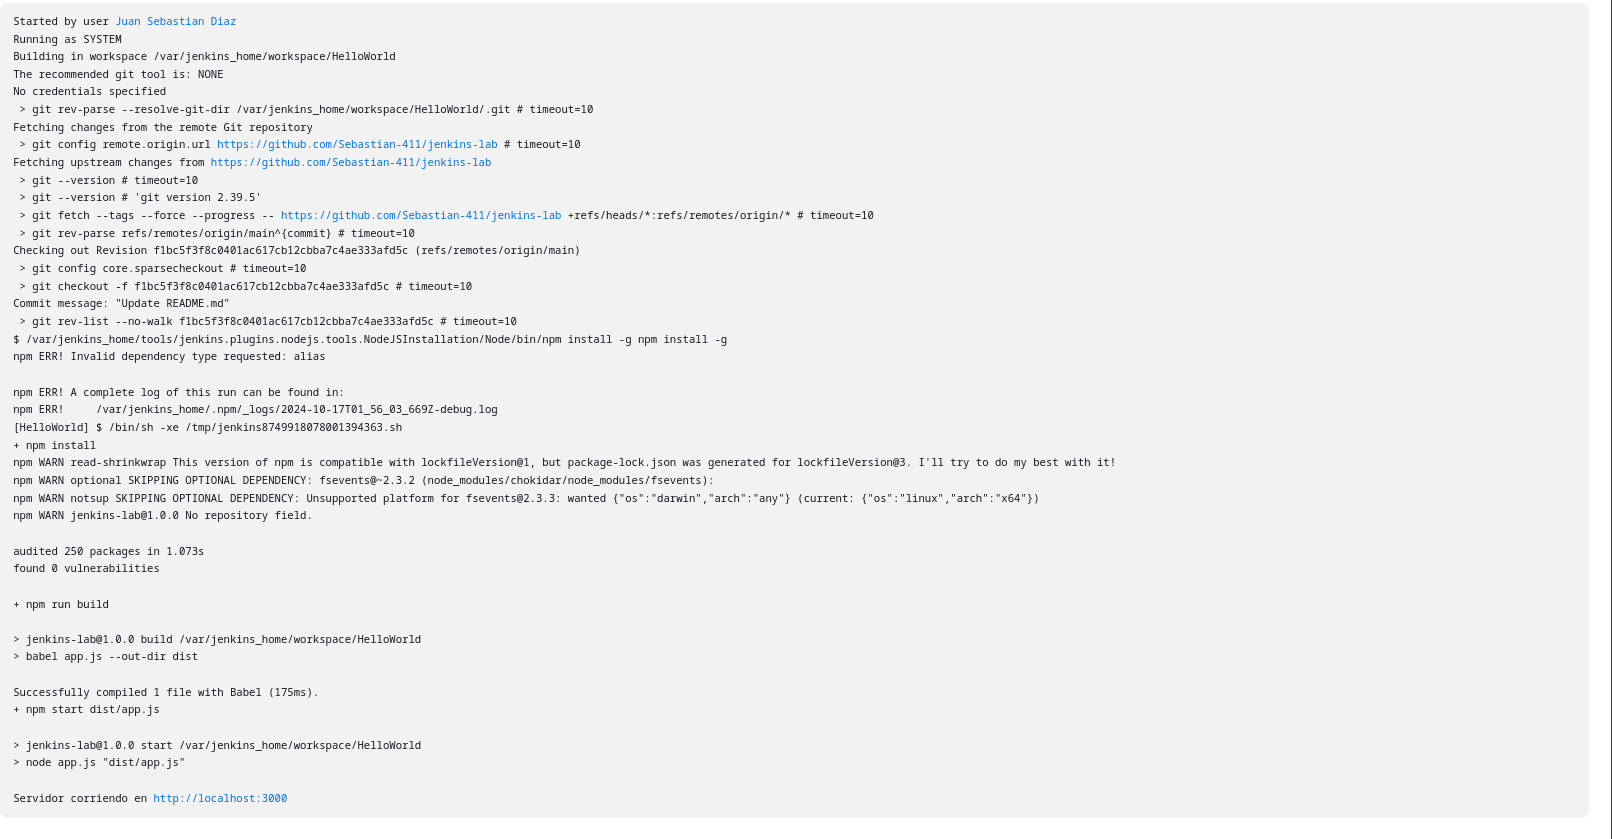 Started by user Juan Sebastian Diaz
Running as SYSTEM
Building in workspace /var/jenkins_home/workspace/HelloWorld
The recommended git tool is: NONE
No credentials specified
 > git rev-parse --resolve-git-dir /var/jenkins_home/workspace/HelloWorld/.git # timeout=10
Fetching changes from the remote Git repository
 > git config remote.origin.url https://github.com/Sebastian-411/jenkins-lab # timeout=10
Fetching upstream changes from https://github.com/Sebastian-411/jenkins-lab
 > git --version # timeout=10
 > git --version # 'git version 2.39.5'
 > git fetch --tags --force --progress -- https://github.com/Sebastian-411/jenkins-lab +refs/heads/*:refs/remotes/origin/* # timeout=10
 > git rev-parse refs/remotes/origin/main^{commit} # timeout=10
Checking out Revision f1bc5f3f8c0401ac617cb12cbba7c4ae333afd5c (refs/remotes/origin/main)
 > git config core.sparsecheckout # timeout=10
 > git checkout -f f1bc5f3f8c0401ac617cb12cbba7c4ae333afd5c # timeout=10
Commit message: "Update README.md"
 > git rev-list --no-walk f1bc5f3f8c0401ac617cb12cbba7c4ae333afd5c # timeout=10
$ /var/jenkins_home/tools/jenkins.plugins.nodejs.tools.NodeJSInstallation/Node/bin/npm install -g npm install -g
npm ERR! Invalid dependency type requested: alias

npm ERR! A complete log of this run can be found in:
npm ERR!     /var/jenkins_home/.npm/_logs/2024-10-17T01_56_03_669Z-debug.log
[HelloWorld] $ /bin/sh -xe /tmp/jenkins8749918078001394363.sh
+ npm install
npm WARN read-shrinkwrap This version of npm is compatible with lockfileVersion@1, but package-lock.json was generated for lockfileVersion@3. I'll try to do my best with it!
npm WARN optional SKIPPING OPTIONAL DEPENDENCY: fsevents@~2.3.2 (node_modules/chokidar/node_modules/fsevents):
npm WARN notsup SKIPPING OPTIONAL DEPENDENCY: Unsupported platform for fsevents@2.3.3: wanted {"os":"darwin","arch":"any"} (current: {"os":"linux","arch":"x64"})
npm WARN jenkins-lab@1.0.0 No repository field.

audited 250 packages in 1.073s
found 0 vulnerabilities

+ npm run build

> jenkins-lab@1.0.0 build /var/jenkins_home/workspace/HelloWorld
> babel app.js --out-dir dist

Successfully compiled 1 file with Babel (175ms).
+ npm start dist/app.js

> jenkins-lab@1.0.0 start /var/jenkins_home/workspace/HelloWorld
> node app.js "dist/app.js"

Servidor corriendo en http://localhost:3000